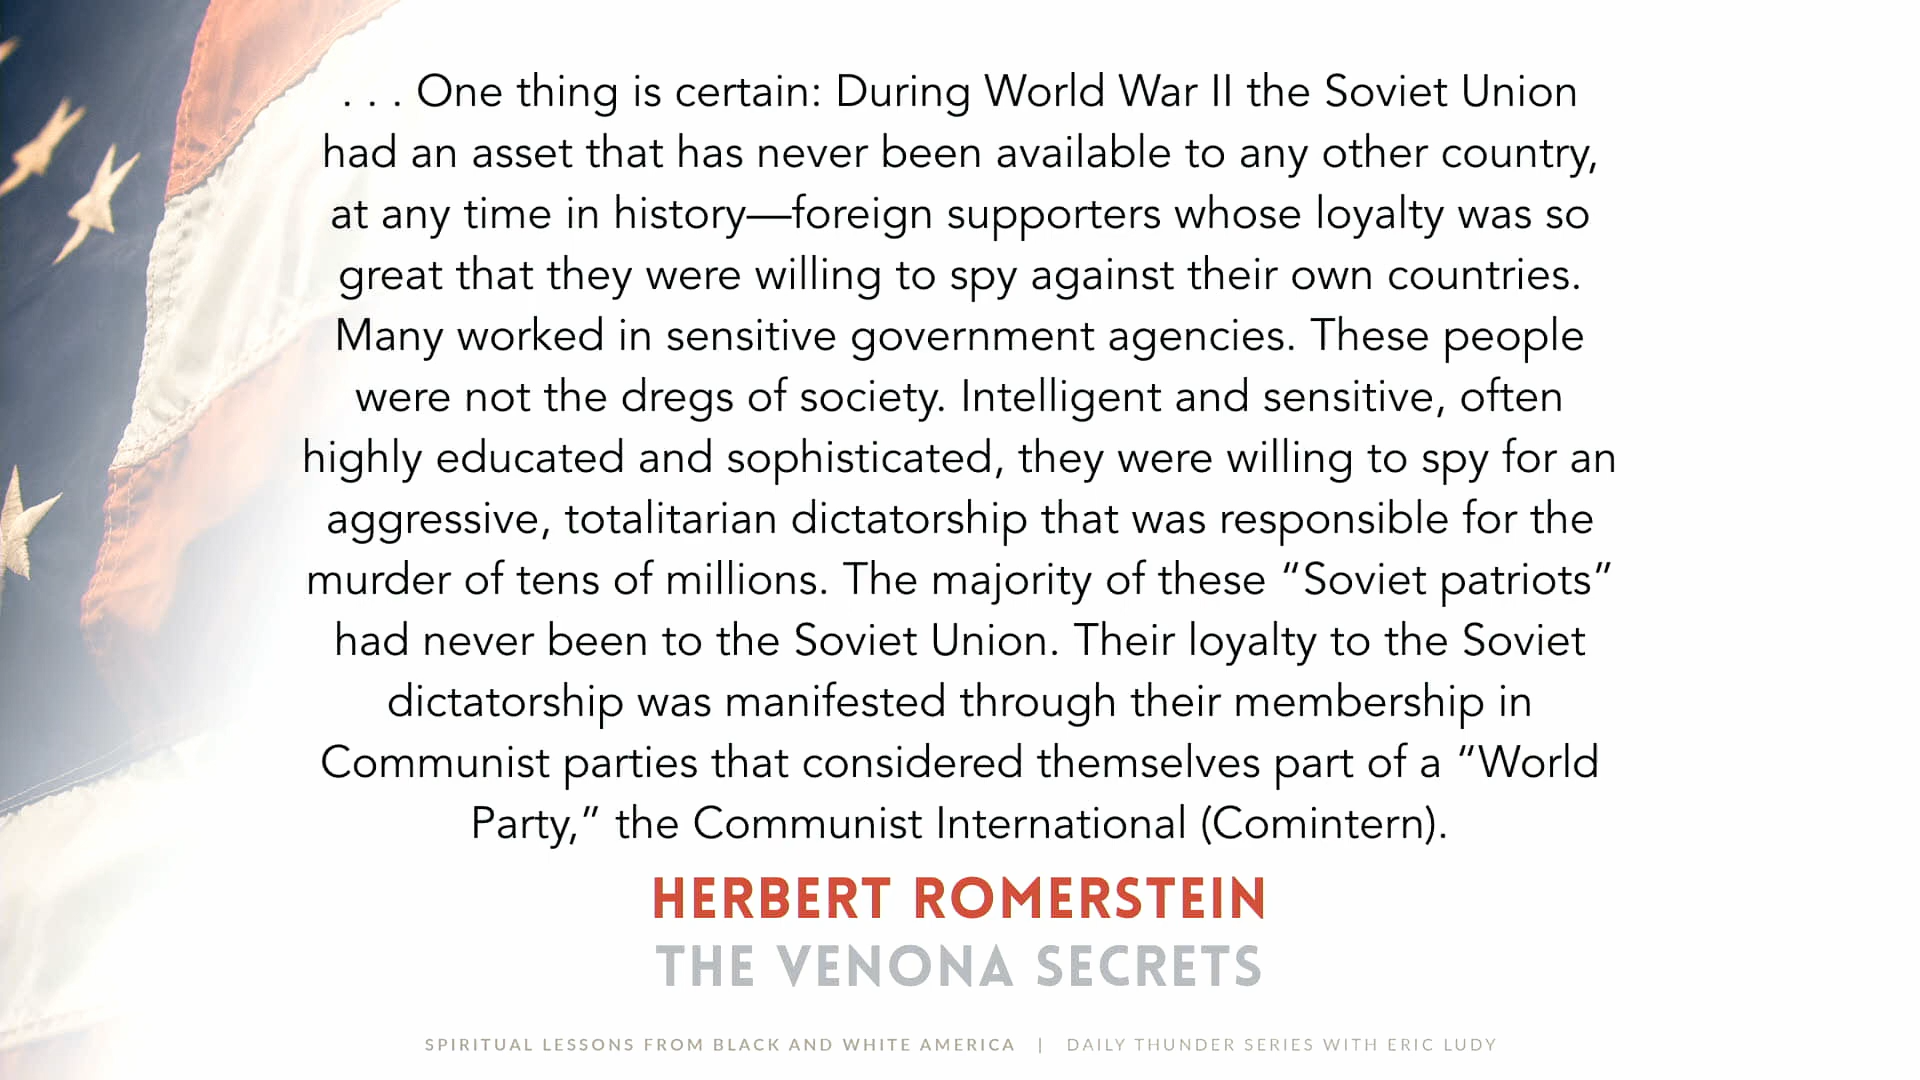 . . . One thing is certain: During World War II the Soviet Union
had an asset that has never been available to any other country,
at any time in history—foreign supporters whose loyalty was so
great that they were willing to spy against their own countries.
Many worked in sensitive government agencies. These people
were not the dregs of society. Intelligent and sensitive, often
highly educated and sophisticated, they were willing to spy for an
aggressive, totalitarian dictatorship that was responsible for the
murder of tens of millions. The majority of these “Soviet patriots”
had never been to the Soviet Union. Their loyalty to the Soviet
dictatorship was manifested through their membership in
Communist parties that considered themselves part of a “World
Party,” the Communist International (Comintern).
HERBERT ROMERSTEIN
THE VENONA SECRETS
SPIRITUAL LESSONS FROM BLACK AND WHITE AMERICA | DAILY THUNDER SERIES WITH ERIC LUDY